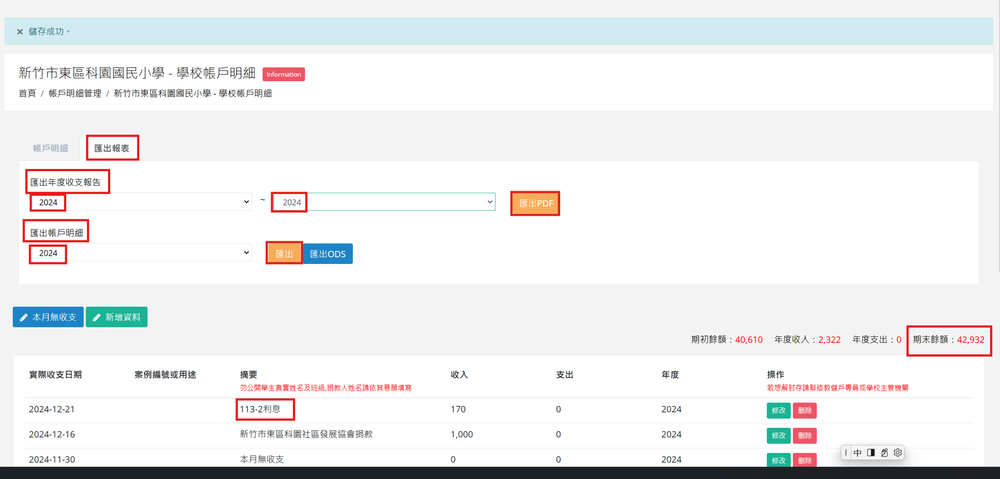 × 儲存成功。
新竹市東區科園國民小學 - 學校帳戶明細 Information
首頁 / 帳戶明細管理 / 新竹市東區科園國民小學 - 學校帳戶明細
帳戶明細 匯出報表
匯出年度收支報告
2024 ~ 2024 匯出PDF
匯出帳戶明細
2024 匯出 匯出ODS
本月無收支 新增資料
期初餘額：40,610 年度收入：2,322 年度支出：0 期末餘額：42,932
實際收支日期 案例編號或用途 摘要 收入 支出 年度 操作
勿公開學生真實姓名及班級,捐款人姓名請依其意願填寫 若想解封存請聯絡教儲戶專員或學校主管機關
2024-12-21 113-2利息 170 0 2024 修改 刪除
2024-12-16 新竹市東區科園社區發展協會捐款 1,000 0 2024 修改 刪除
中
2024-11-30 本月無收支 0 0 2024 修改 刪除